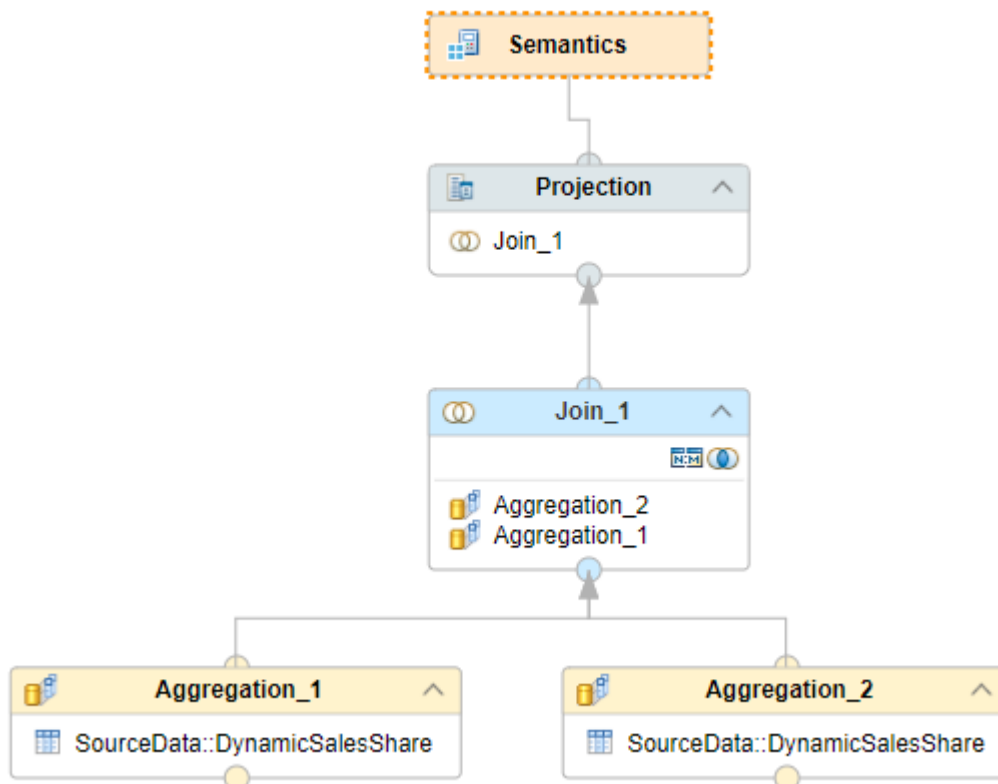 Semantics
Projection
Join_1
Join_1
N:M
Aggregation_2
Aggregation_1
Aggregation_1
SourceData::DynamicSalesShare
Aggregation_2
SourceData::DynamicSalesShare